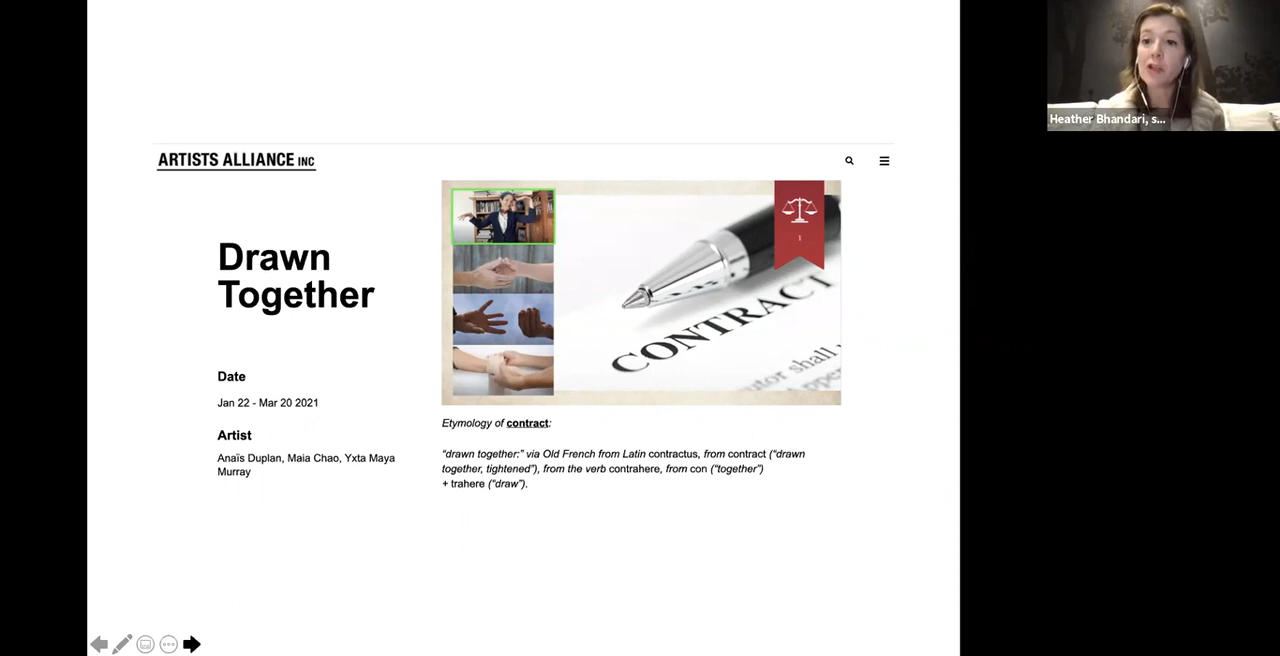 Heather Bhandari, s...
ARTISTS ALLIANCE INC
Drawn
Together
Date
Jan 22 - Mar 20 2021
Artist
Anaïs Duplan, Maia Chao, Yxta Maya
Murray
1
CONTRACT
shall
Etymology of contract:
“drawn together:” via Old French from Latin contractus, from contract (“drawn
together, tightened”), from the verb contrahere, from con (“together”)
+ trahere (“draw”).